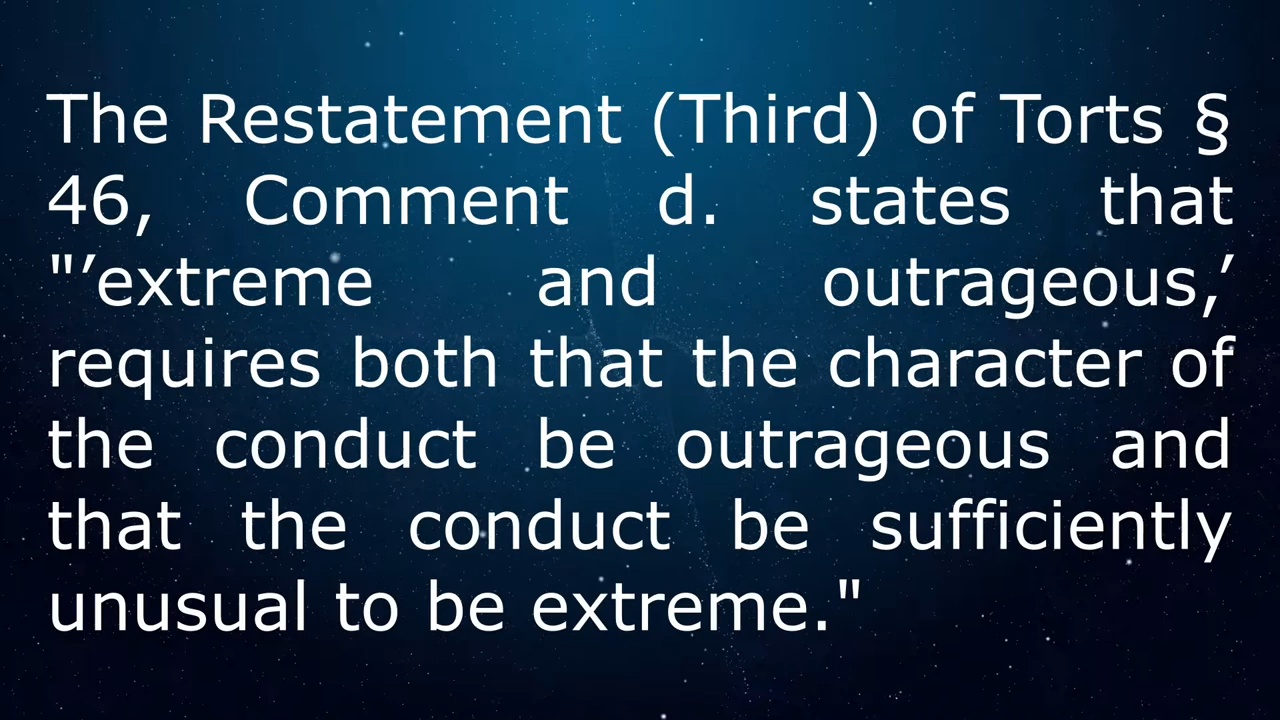 The Restatement (Third) of Torts §
46, Comment d. states that
"’extreme and outrageous,’
requires both that the character of
the conduct be outrageous and
that the conduct be sufficiently
unusual to be extreme."